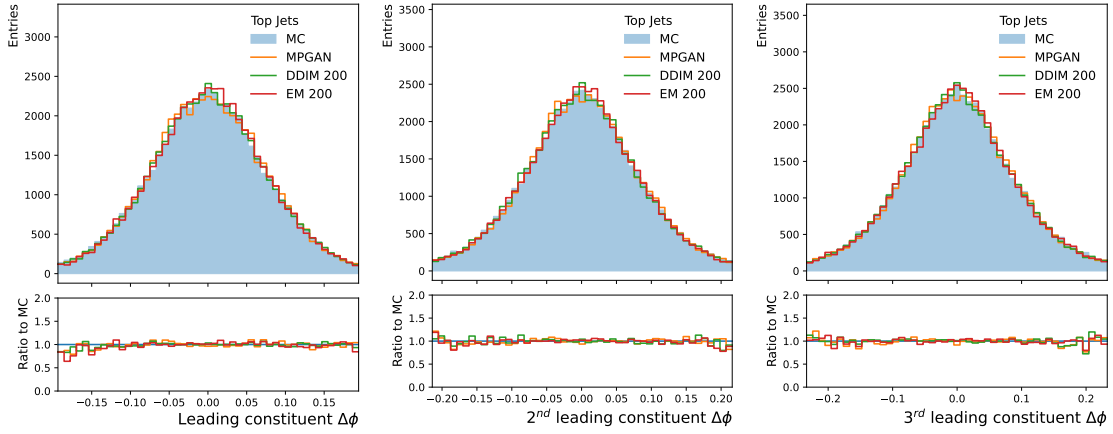 Entries
3000
2500
2000
1500
1000
500
0
Top Jets
MC
MPGAN
DDIM 200
EM 200
Ratio to MC
2.0
1.5
1.0
0.5
0.0
−0.15 −0.10 −0.05 0.00 0.05 0.10 0.15
Leading constituent Δϕ
Entries
3500
3000
2500
2000
1500
1000
500
0
Top Jets
MC
MPGAN
DDIM 200
EM 200
Ratio to MC
2.0
1.5
1.0
0.5
0.0
−0.20 −0.15 −0.10 −0.05 0.00 0.05 0.10 0.15 0.20
2nd leading constituent Δϕ
Entries
3500
3000
2500
2000
1500
1000
500
0
Top Jets
MC
MPGAN
DDIM 200
EM 200
Ratio to MC
2.0
1.5
1.0
0.5
0.0
−0.2 −0.1 0.0 0.1 0.2
3rd leading constituent Δϕ